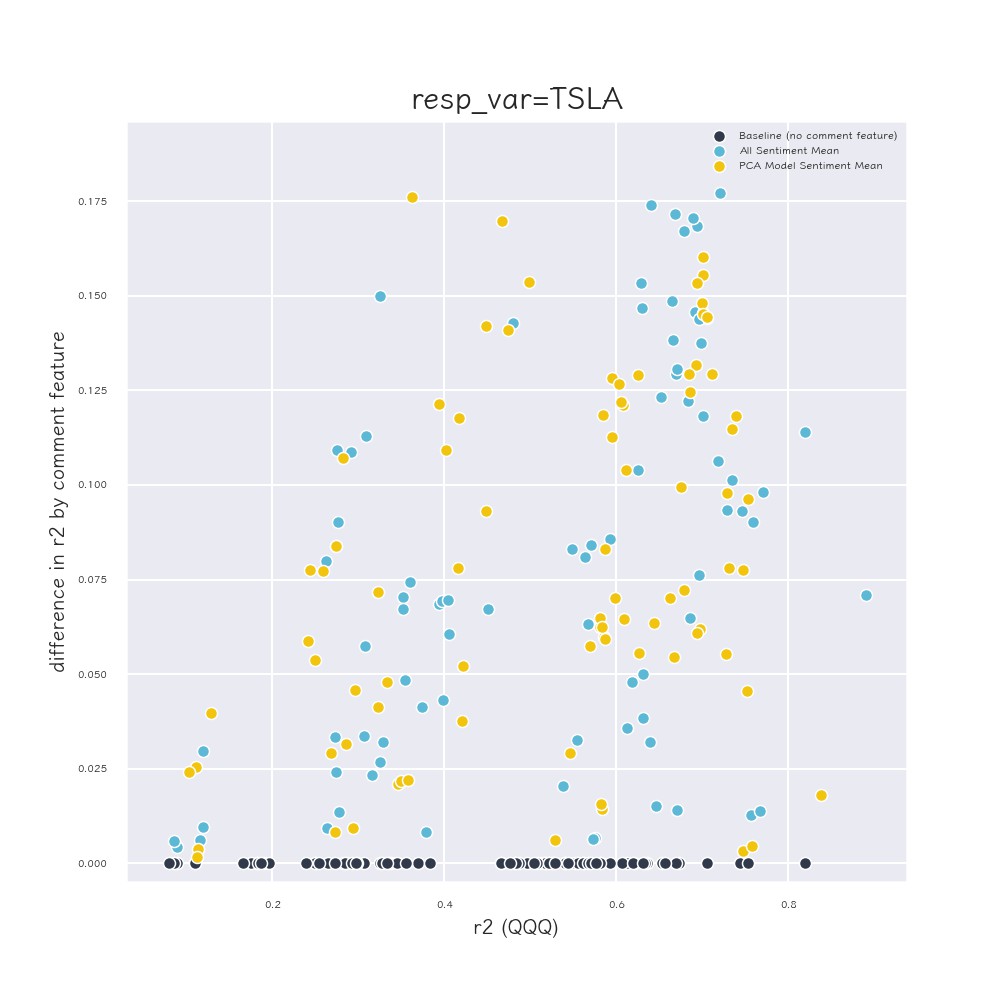 resp_var=TSLA
Baseline (no comment feature)
All Sentiment Mean
PCA Model Sentiment Mean
0.175
0.150
0.125
0.100
0.075
0.050
0.025
0.000
difference in r2 by comment feature
0.2 0.4 0.6 0.8
r2 (QQQ)